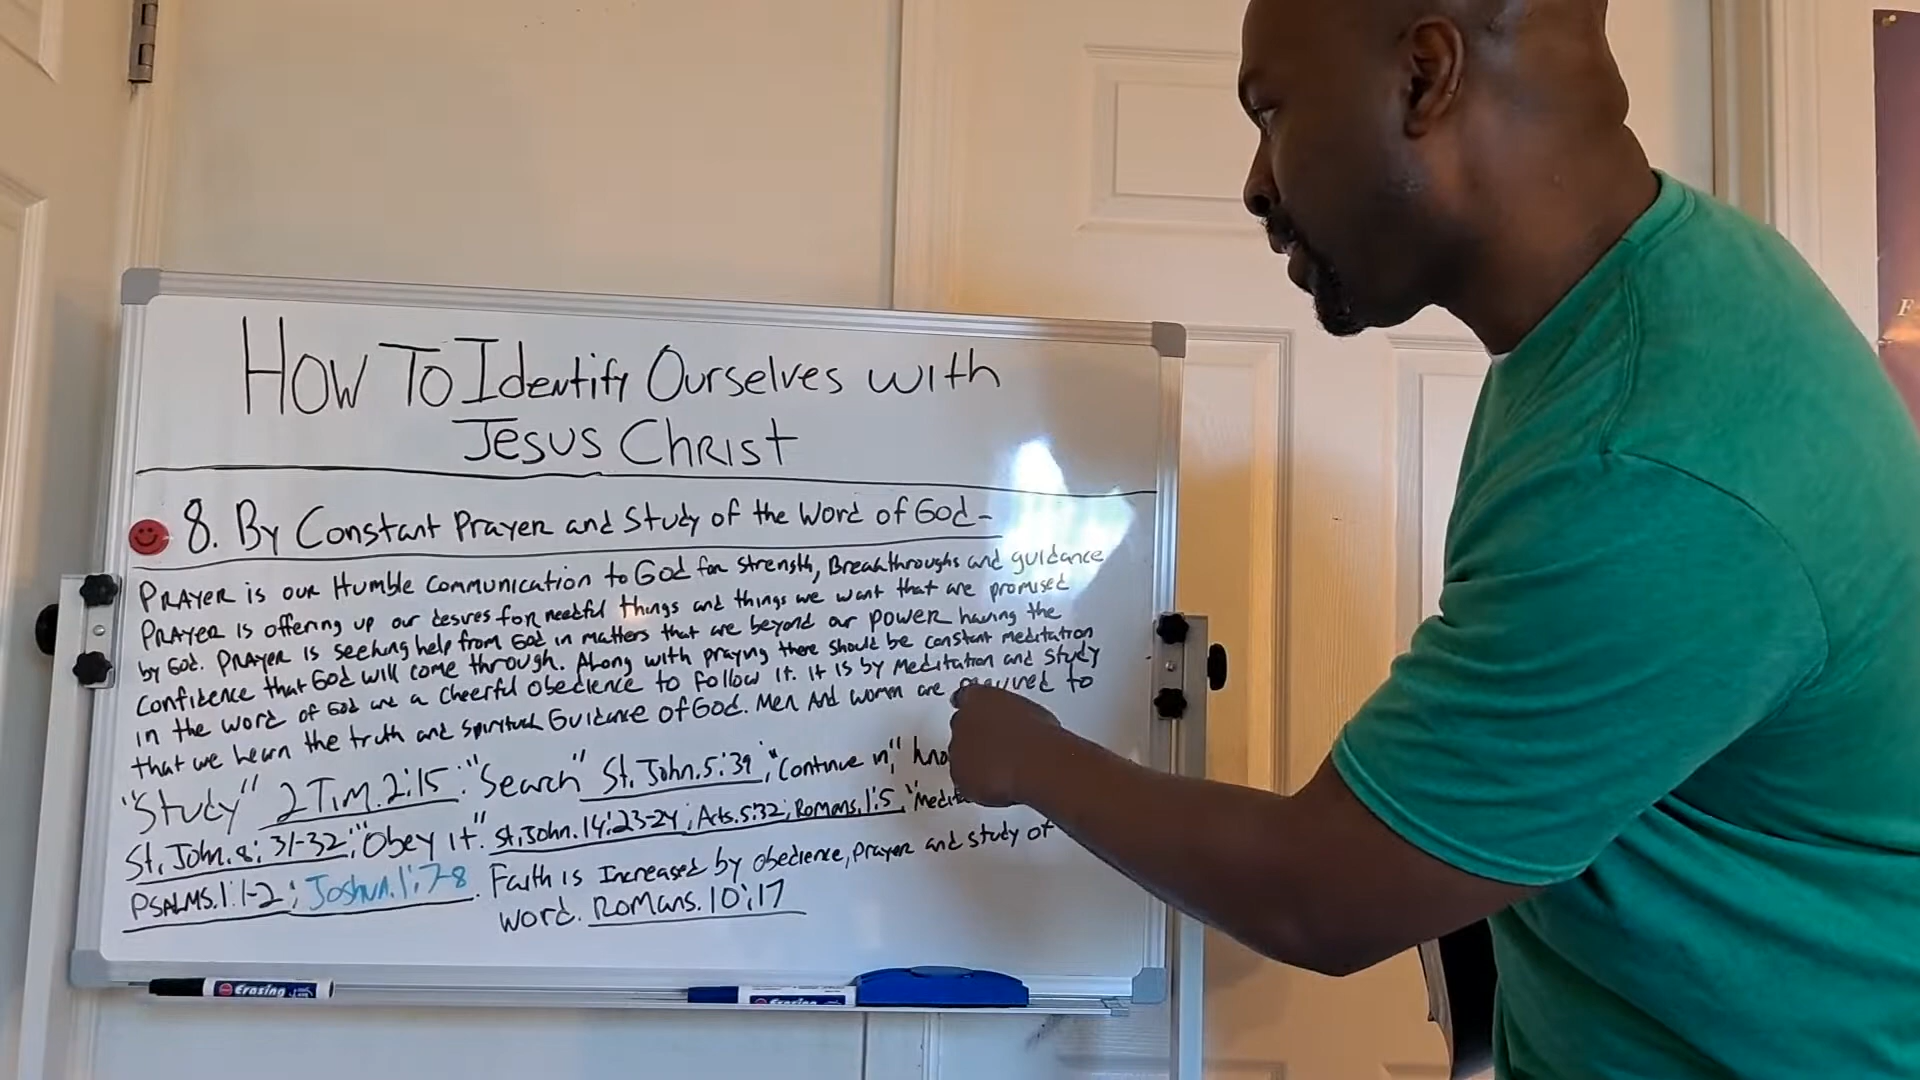 How To Identify Ourselves with
Jesus Christ
8. By Constant Prayer and Study of the Word of God-
Prayer is our Humble Communication to God for Strength, Breakthroughs and guidance
Prayer is offering up our desires for needful things and things we want that are promised
by God. Prayer is seeking help from God in matters that are beyond our power having the
Confidence that God will come through. Along with praying there should be constant meditation
in the word of God and a cheerful obedience to follow it. It is by Meditation and Study
that we learn the truth and spiritual Guidance of God. Men And women are required to
"Study" 2 Tim. 2:15; "Search" St. John. 5:39; "Continue in,"
St. John. 8:31-32; "Obey it". St. John. 14:23-24; Acts. 5:32; Romans. 1:5,
Psalms. 1:1-2; Joshua. 1:7-8. Faith is Increased by obedience, prayer and study of
word. Romans. 10:17
Erasing
Erasing
F